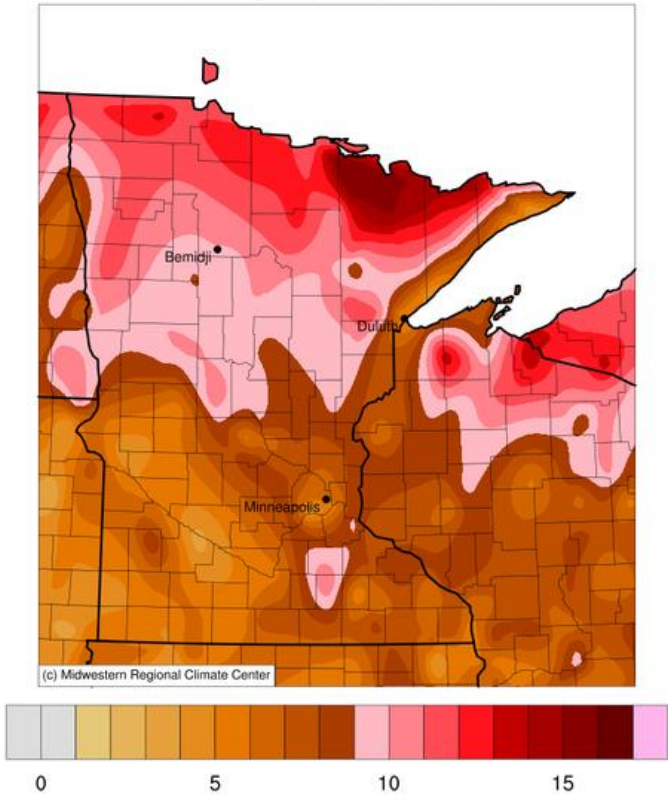 Bemidji
Duluth
Minneapolis
(c) Midwestern Regional Climate Center
0 5 10 15